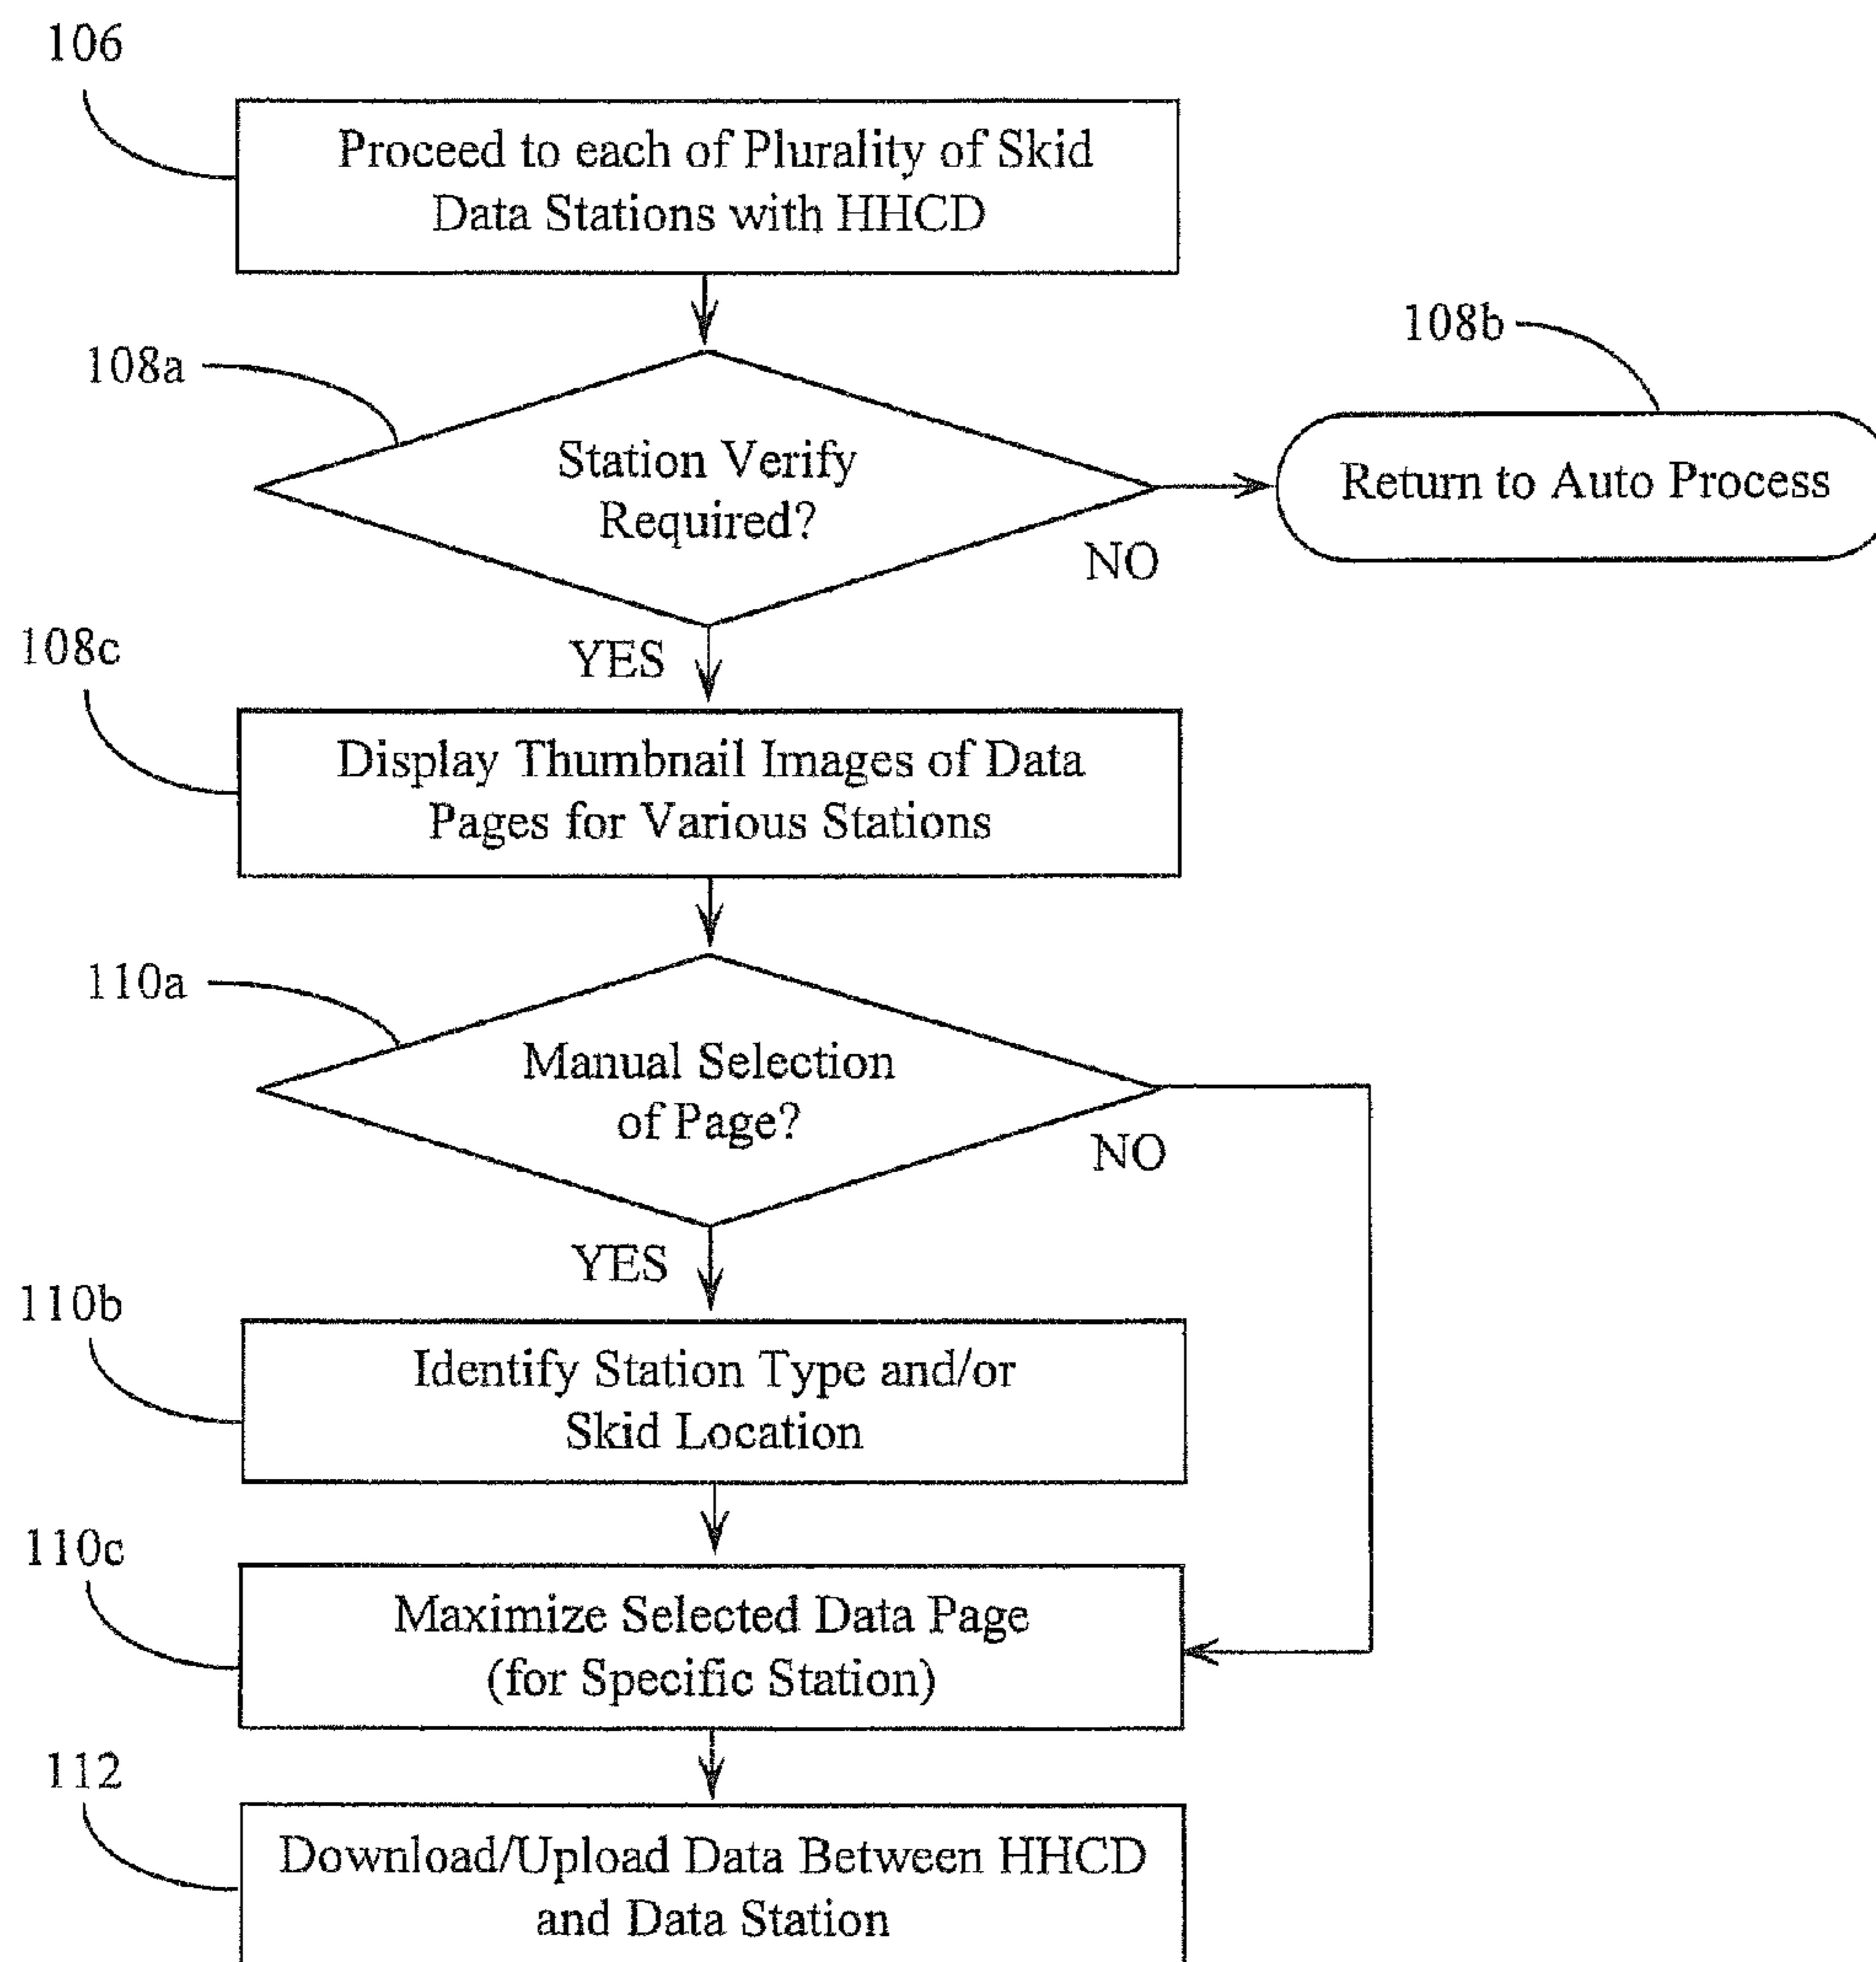 106
Proceed to each of Plurality of Skid
Data Stations with HHCD
108a
108b
Station Verify
Required?
Return to Auto Process
NO
YES
108c
Display Thumbnail Images of Data
Pages for Various Stations
110a
Manual Selection
of Page?
NO
YES
110b
Identify Station Type and/or
Skid Location
110c
Maximize Selected Data Page
(for Specific Station)
112
Download/Upload Data Between HHCD
and Data Station